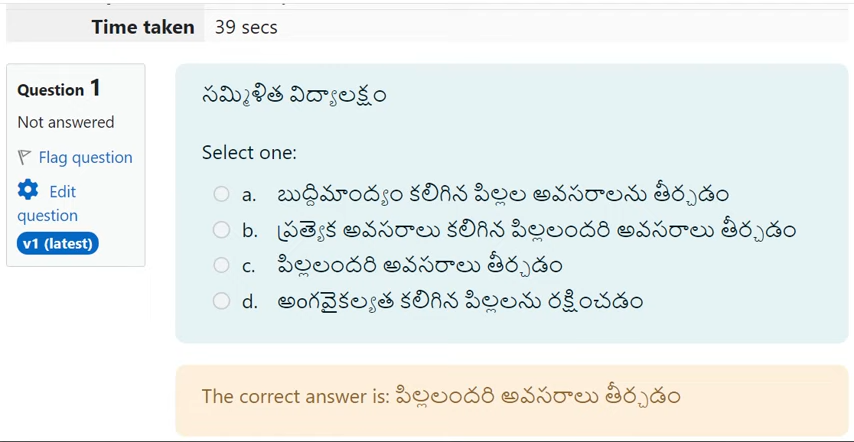 Time taken 39 secs
Question 1
Not answered
Flag question
Edit
question
v1 (latest)
సమ్మిళిత విద్యాలక్షం
Select one:
a. బుద్దిమాంద్యం కలిగిన పిల్లల అవసరాలను తీర్చడం
b. ప్రత్యెక అవసరాలు కలిగిన పిల్లలందరి అవసరాలు తీర్చడం
c. పిల్లలందరి అవసరాలు తీర్చడం
d. అంగవైకల్యత కలిగిన పిల్లలను రక్షించడం
The correct answer is: పిల్లలందరి అవసరాలు తీర్చడం